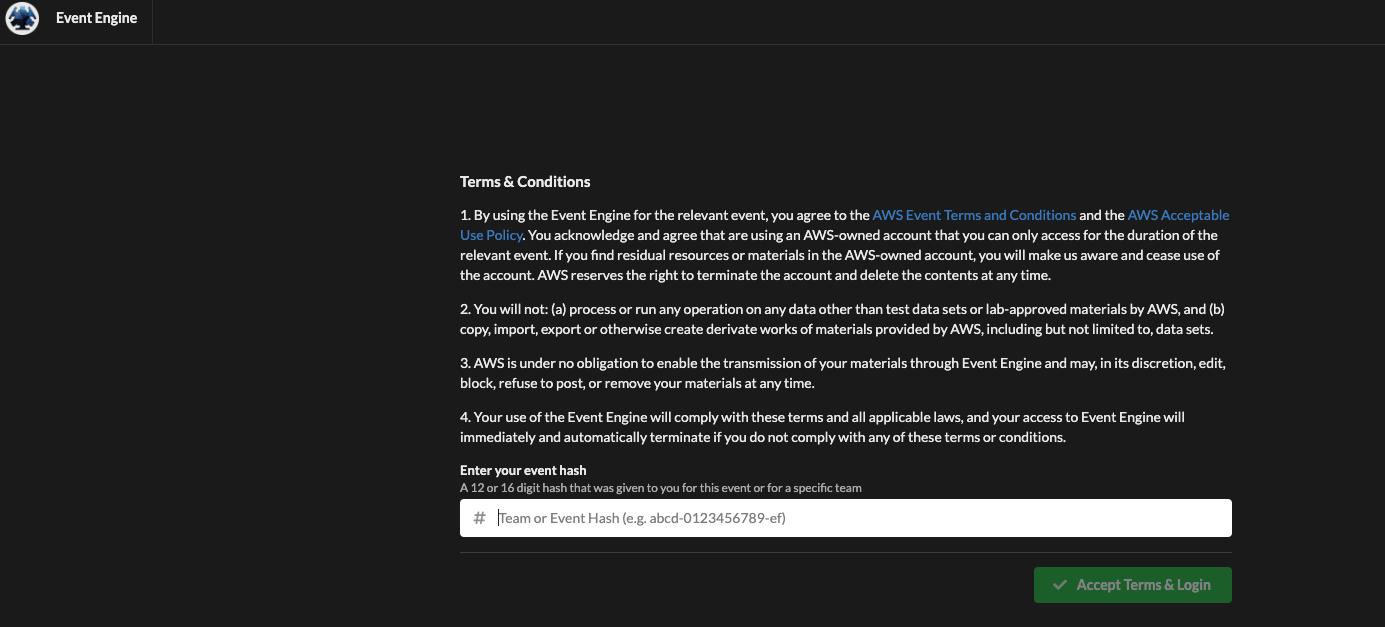 Event Engine
Terms & Conditions
1. By using the Event Engine for the relevant event, you agree to the AWS Event Terms and Conditions and the AWS Acceptable
Use Policy. You acknowledge and agree that are using an AWS-owned account that you can only access for the duration of the
relevant event. If you find residual resources or materials in the AWS-owned account, you will make us aware and cease use of
the account. AWS reserves the right to terminate the account and delete the contents at any time.
2. You will not: (a) process or run any operation on any data other than test data sets or lab-approved materials by AWS, and (b)
copy, import, export or otherwise create derivate works of materials provided by AWS, including but not limited to, data sets.
3. AWS is under no obligation to enable the transmission of your materials through Event Engine and may, in its discretion, edit,
block, refuse to post, or remove your materials at any time.
4. Your use of the Event Engine will comply with these terms and all applicable laws, and your access to Event Engine will
immediately and automatically terminate if you do not comply with any of these terms or conditions.
Enter your event hash
A 12 or 16 digit hash that was given to you for this event or for a specific team
# Team or Event Hash (e.g. abcd-0123456789-ef)
Accept Terms & Login